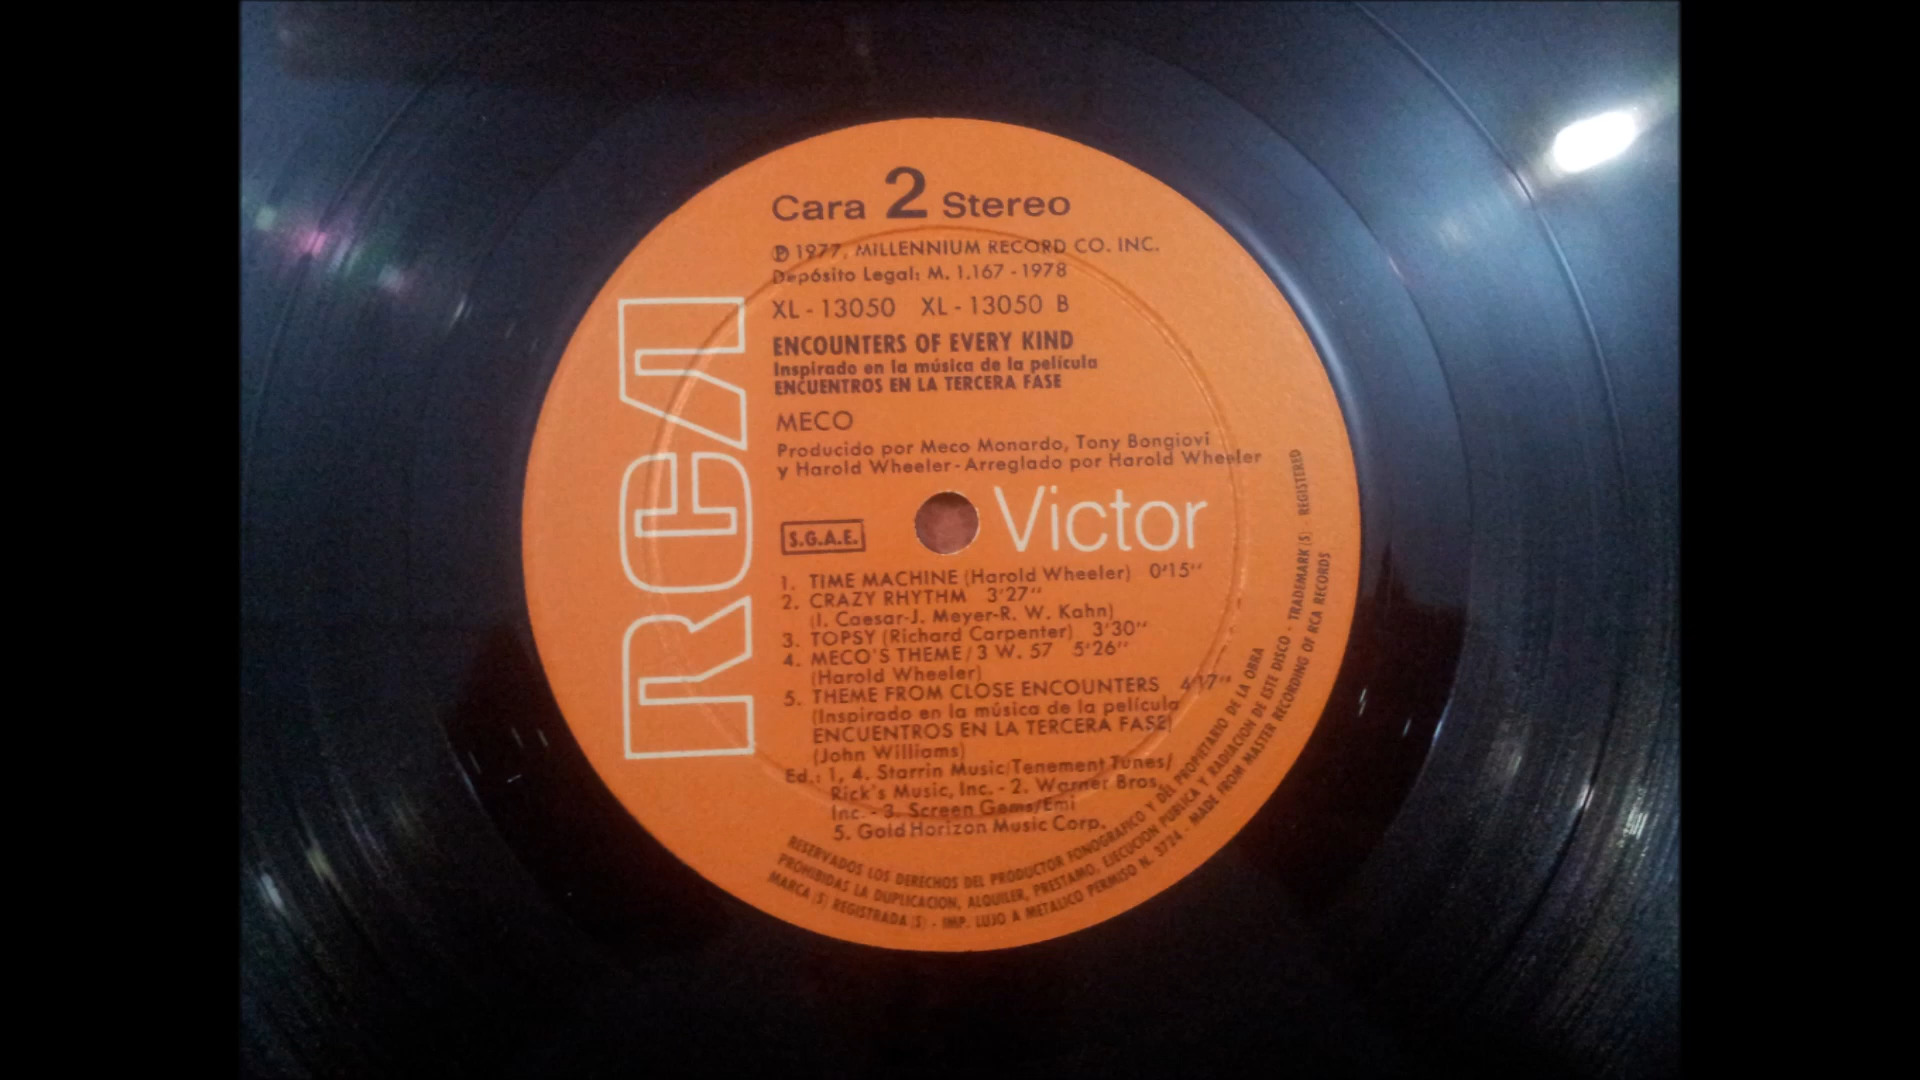 Cara 2 Stereo
℗ 1977, MILLENNIUM RECORD CO. INC.
Depósito Legal: M. 1.167 - 1978
XL - 13050 XL - 13050 B
ENCOUNTERS OF EVERY KIND
Inspirado en la música de la película
ENCUENTROS EN LA TERCERA FASE
MECO
Producido por Meco Monardo, Tony Bongiovi
y Harold Wheeler - Arreglado por Harold Wheeler
RCA
Victor
S.G.A.E.
1. TIME MACHINE (Harold Wheeler) 0'15"
2. CRAZY RHYTHM 3'27"
(I. Caesar-J. Meyer-R. W. Kahn)
3. TOPSY (Richard Carpenter) 3'30"
4. MECO'S THEME/3 W. 57 5'26"
(Harold Wheeler)
5. THEME FROM CLOSE ENCOUNTERS 4'17"
(Inspirado en la música de la película
ENCUENTROS EN LA TERCERA FASE)
(John Williams)
Ed.: 1, 4. Starrin Music/Tenement Tunes/
Rick's Music, Inc. - 2. Warner Bros.
Inc. - 3. Screen Gems/Emi
5. Gold Horizon Music Corp.
RESERVADOS LOS DERECHOS DEL PRODUCTOR FONOGRAFICO Y DEL PROPIETARIO DE LA OBRA
PROHIBIDAS LA DUPLICACION, ALQUILER, PRESTAMO, EJECUCION PUBLICA Y RADIACION DE ESTE DISCO - TRADEMARK (S) - REGISTERED
MARCA (S) REGISTRADA (S) - IMP. LUJO A METALICO PERMISO N. 3724 - MADE FROM MASTER RECORDING OF RCA RECORDS